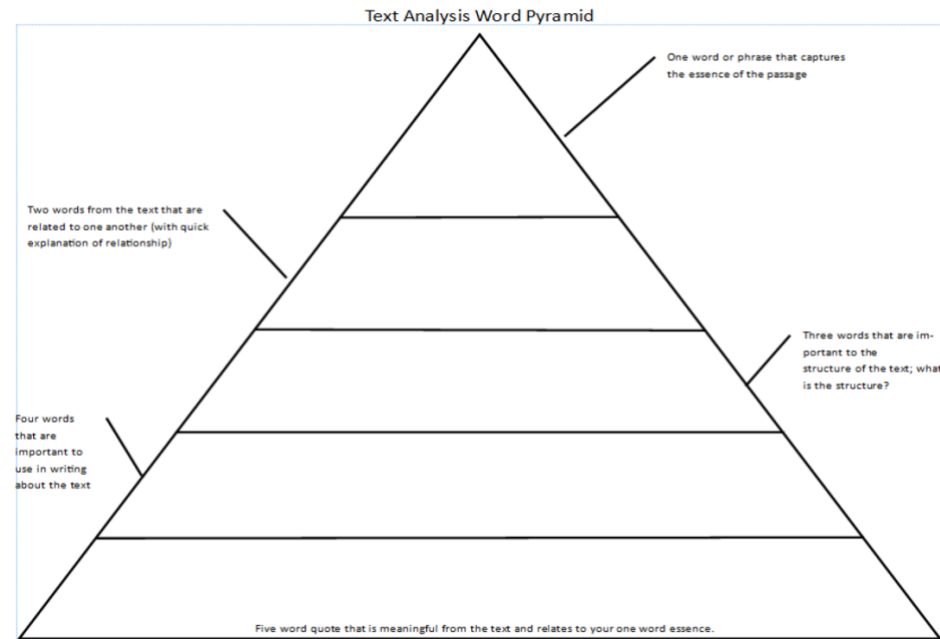 Text Analysis Word Pyramid
One word or phrase that captures
the essence of the passage
Two words from the text that are
related to one another (with quick
explanation of relationship)
Three words that are im-
portant to the
structure of the text; what
is the structure?
Four words
that are
important to
use in writing
about the text
Five word quote that is meaningful from the text and relates to your one word essence.